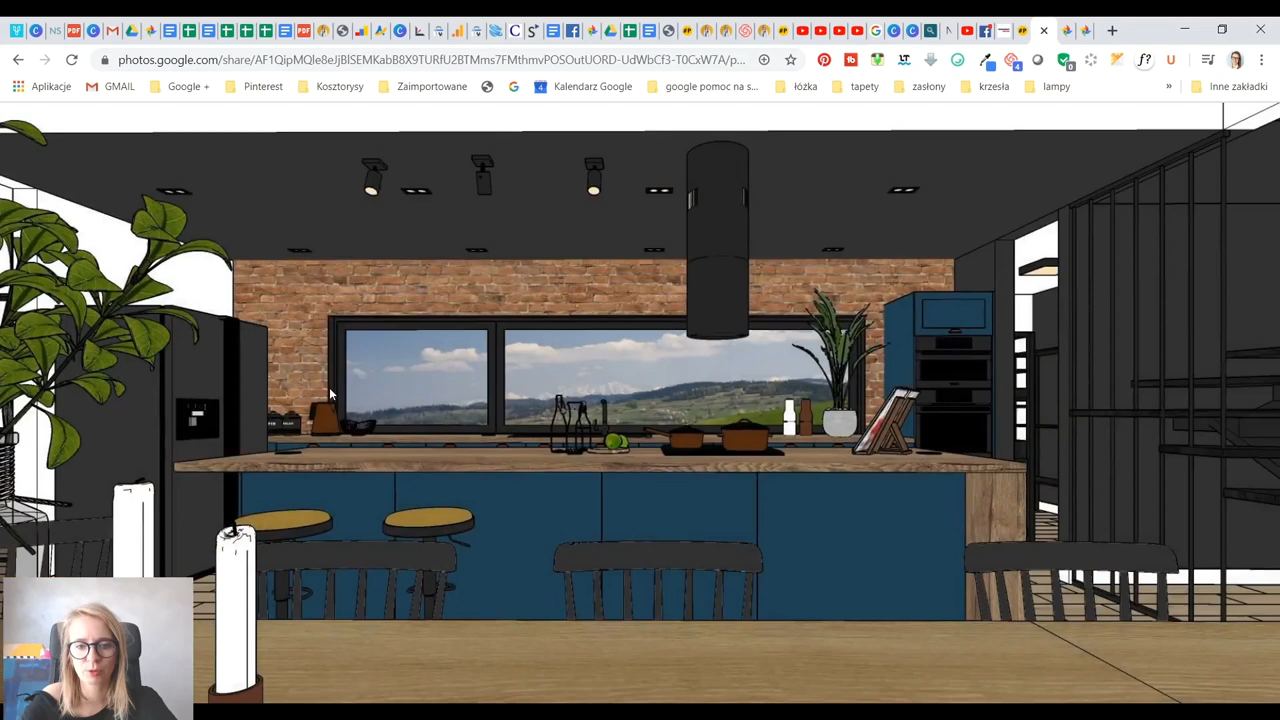 photos.google.com/share/AF1QipMOs8eJjBlStBSKabB8XF1LRfU2BTMms7FMthmvPOSOutUORD-UdWbCf3-T0CxW7A/p...
Aplikacje GMAIL Google + Pinterest Kosztorysy Zaimportowane Kalendarz Google google pomoc na s... łóżka tapety zasłony krzesła lampy » Inne zakładki